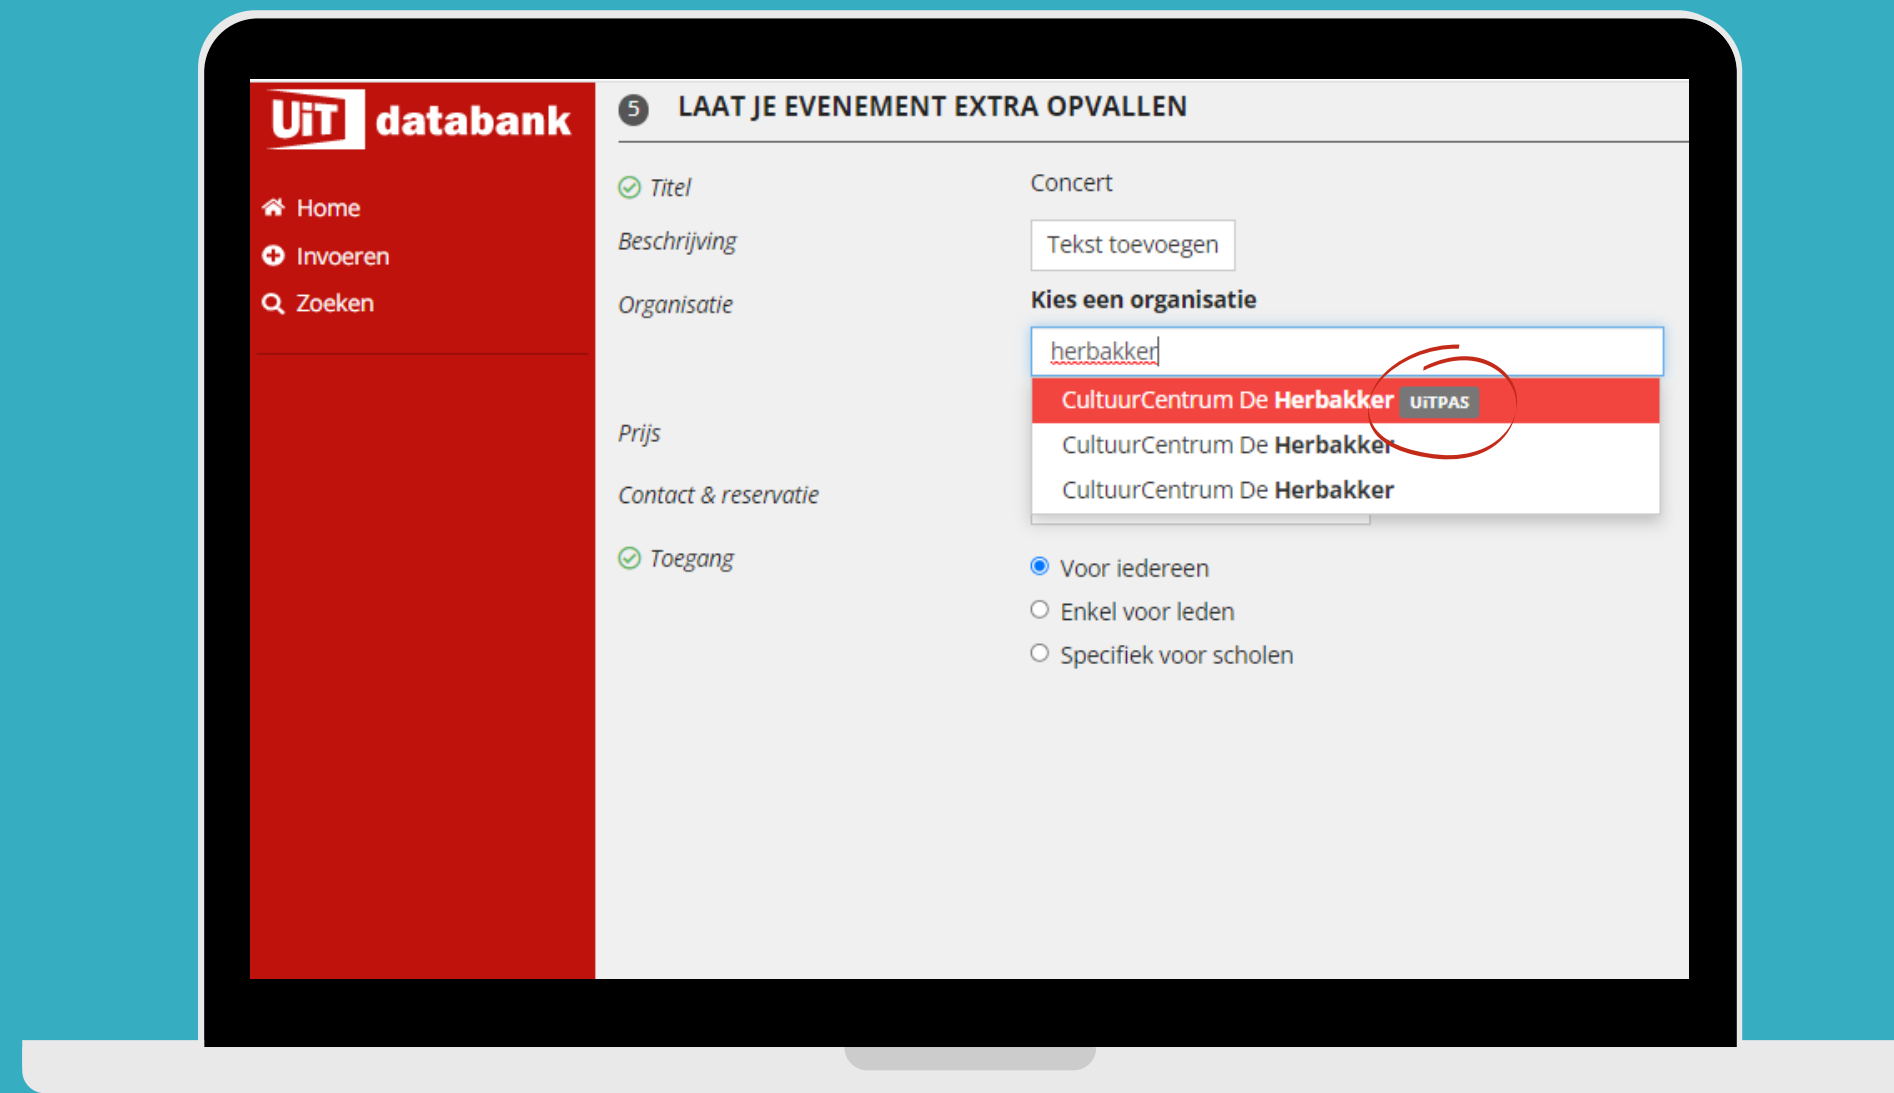 UiT databank
Home
Invoeren
Zoeken
5 LAAT JE EVENEMENT EXTRA OPVALLEN
Titel
Concert
Beschrijving
Tekst toevoegen
Organisatie
Kies een organisatie
herbakker
CultuurCentrum De Herbakker UiTPAS
CultuurCentrum De Herbakker
CultuurCentrum De Herbakker
Prijs
Contact & reservatie
Toegang
Voor iedereen
Enkel voor leden
Specifiek voor scholen